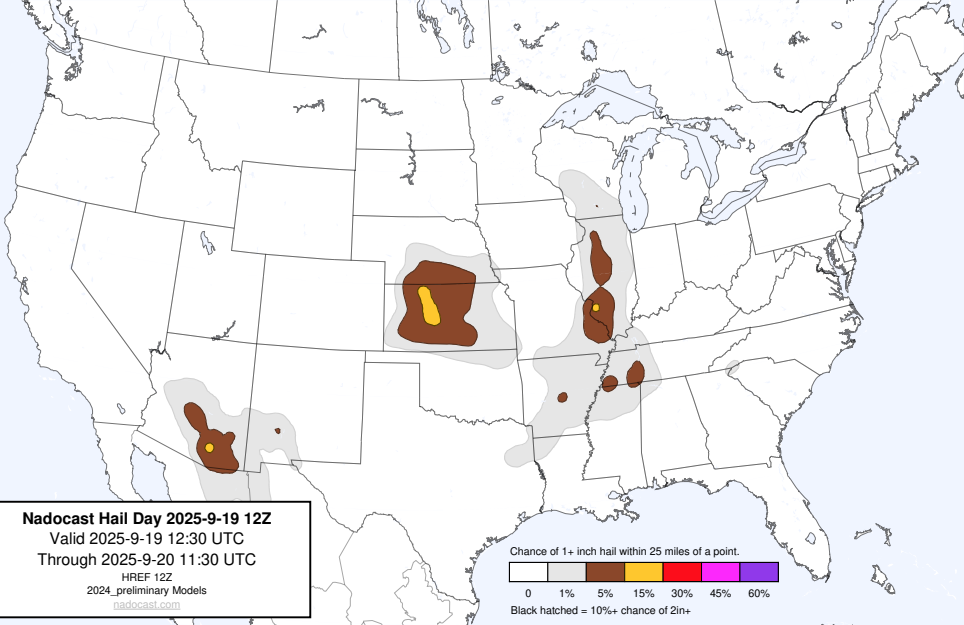 Nadocast Hail Day 2025-9-19 12Z
Valid 2025-9-19 12:30 UTC
Through 2025-9-20 11:30 UTC
HREF 12Z
2024_preliminary Models
nadocast.com
Chance of 1+ inch hail within 25 miles of a point.
0 1% 5% 15% 30% 45% 60%
Black hatched = 10%+ chance of 2in+